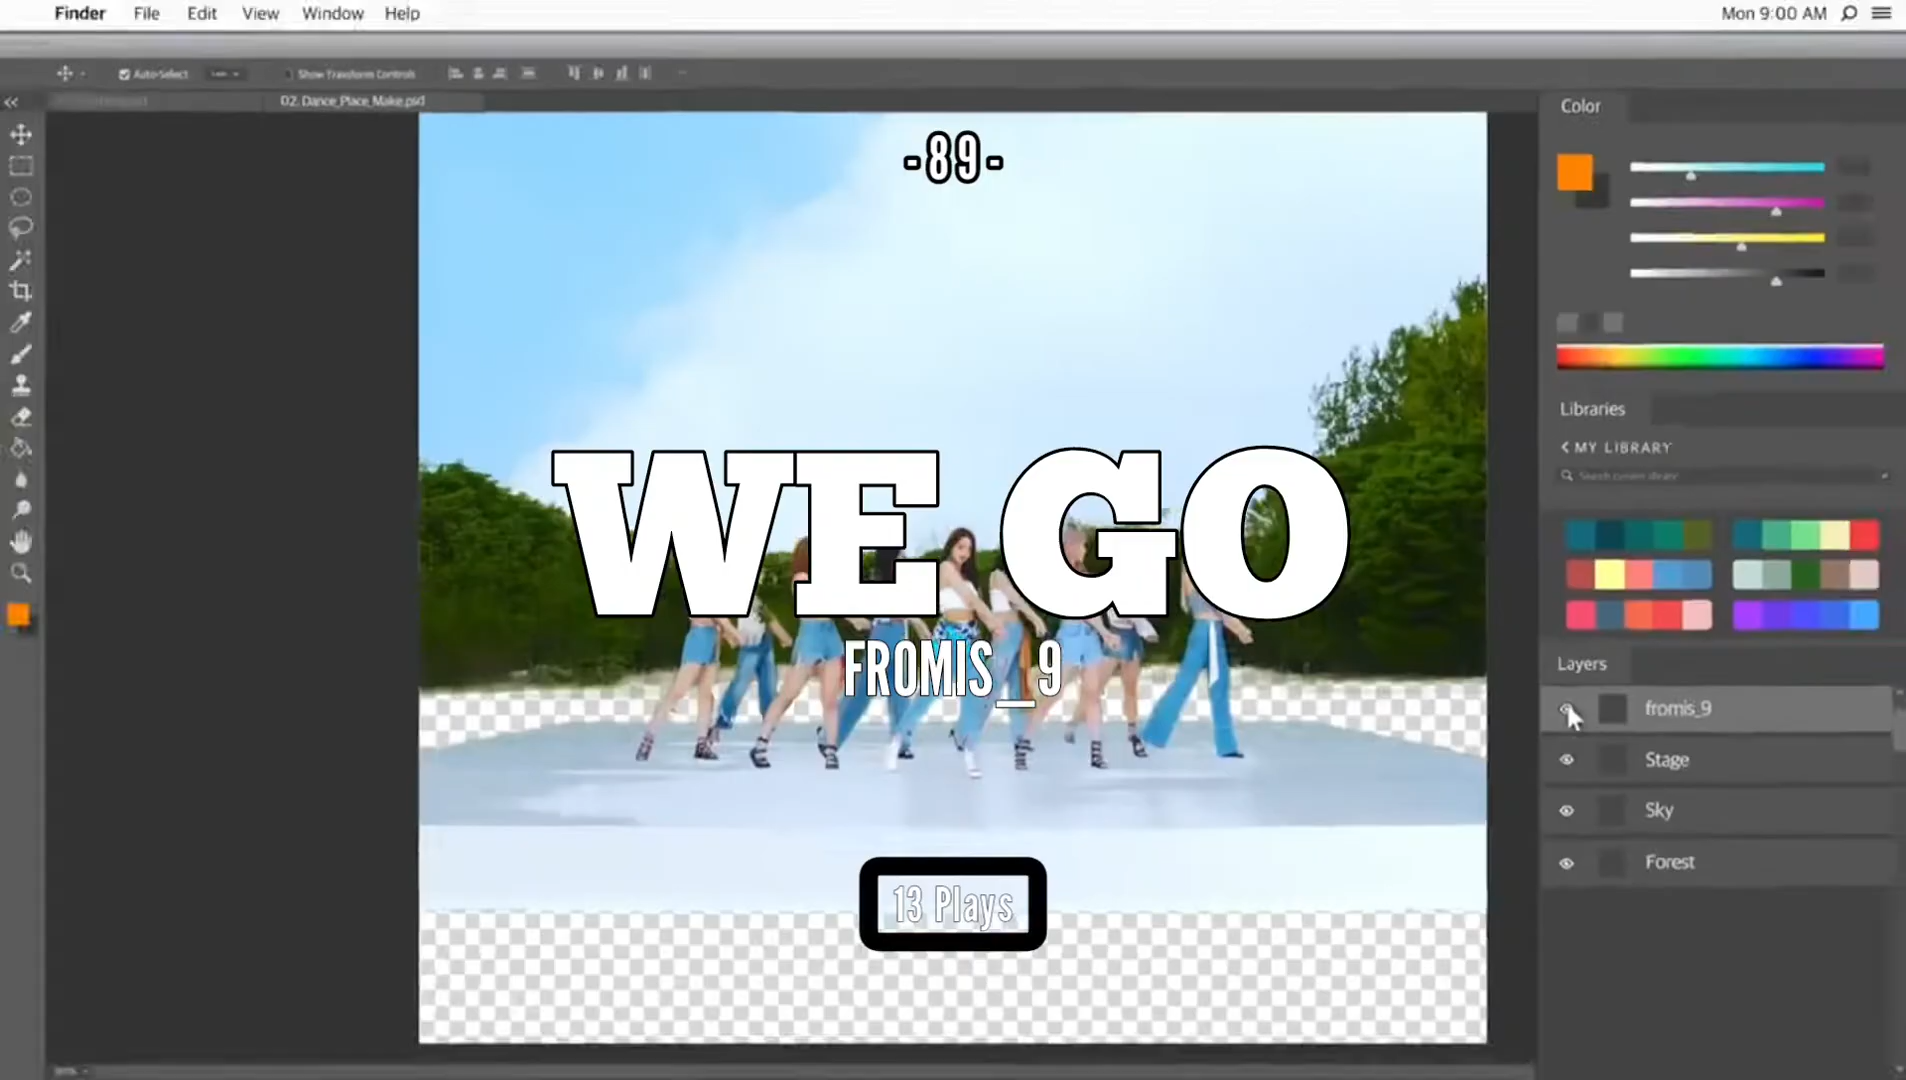 Finder File Edit View Window Help
Mon 9:00 AM
Auto-Select
Show Transform Controls
02. Dance_Place_Make.psd
Color
-89-
Libraries
MY LIBRARY
WE GO
FROMIS_9
Layers
fromis_9
Stage
Sky
Forest
13 Plays